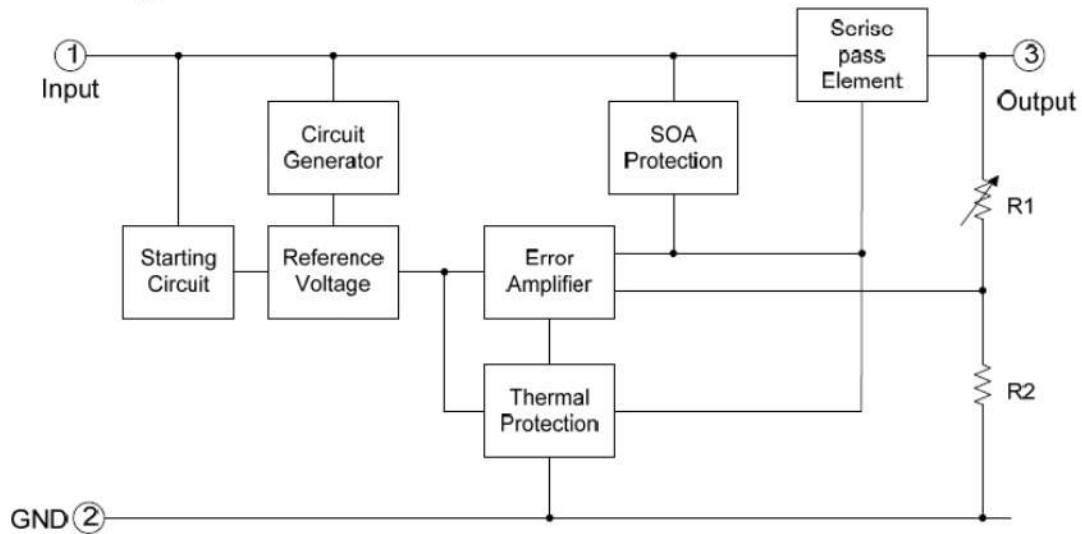 Serise
pass
Element
1
Input
3
Output
Circuit
Generator
SOA
Protection
R1
Starting
Circuit
Reference
Voltage
Error
Amplifier
Thermal
Protection
R2
GND 2